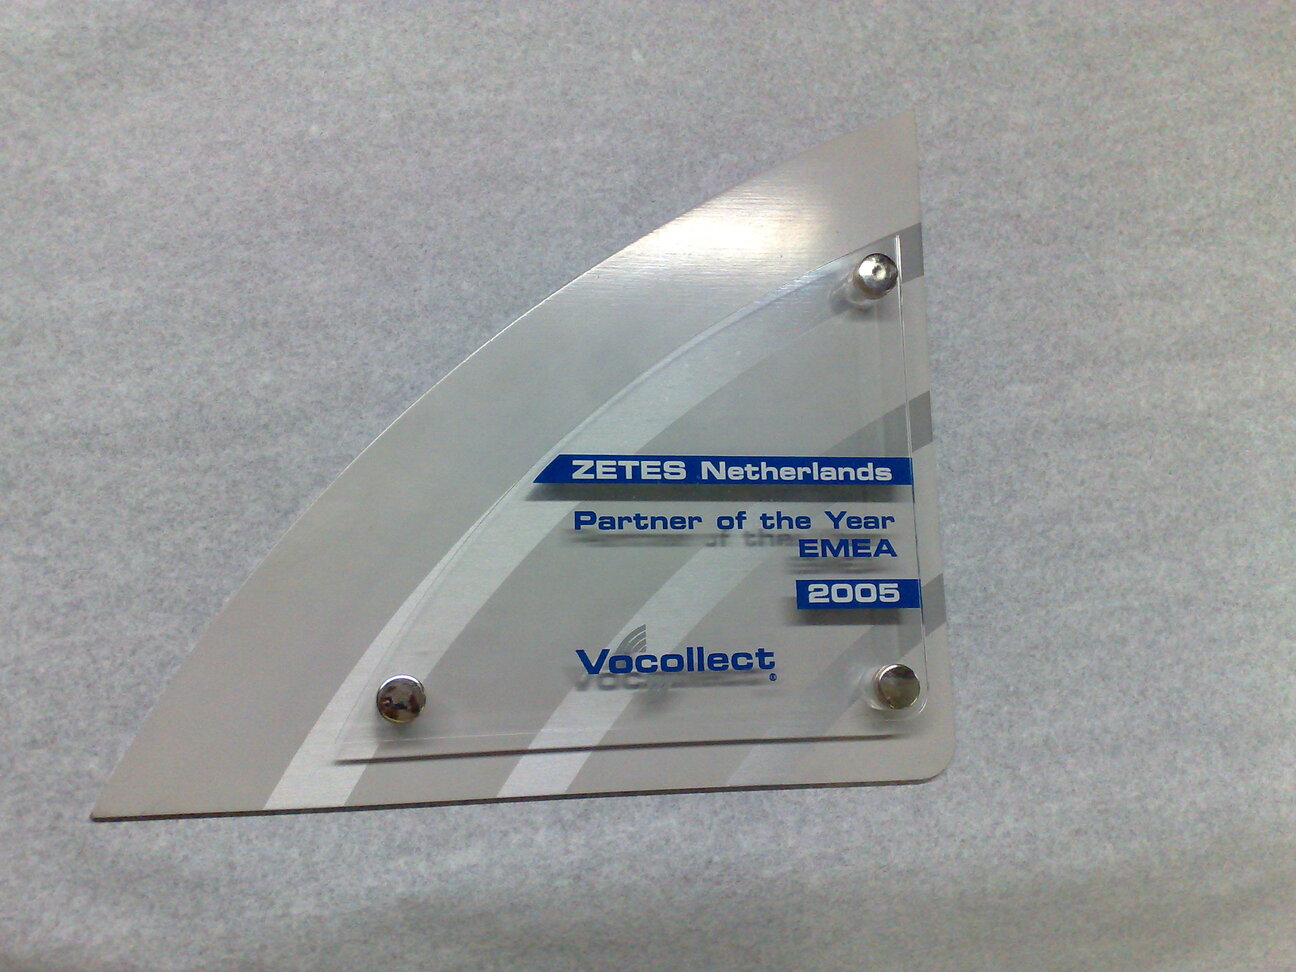 ZETES Netherlands
Partner of the Year
EMEA
2005
Vocollect®